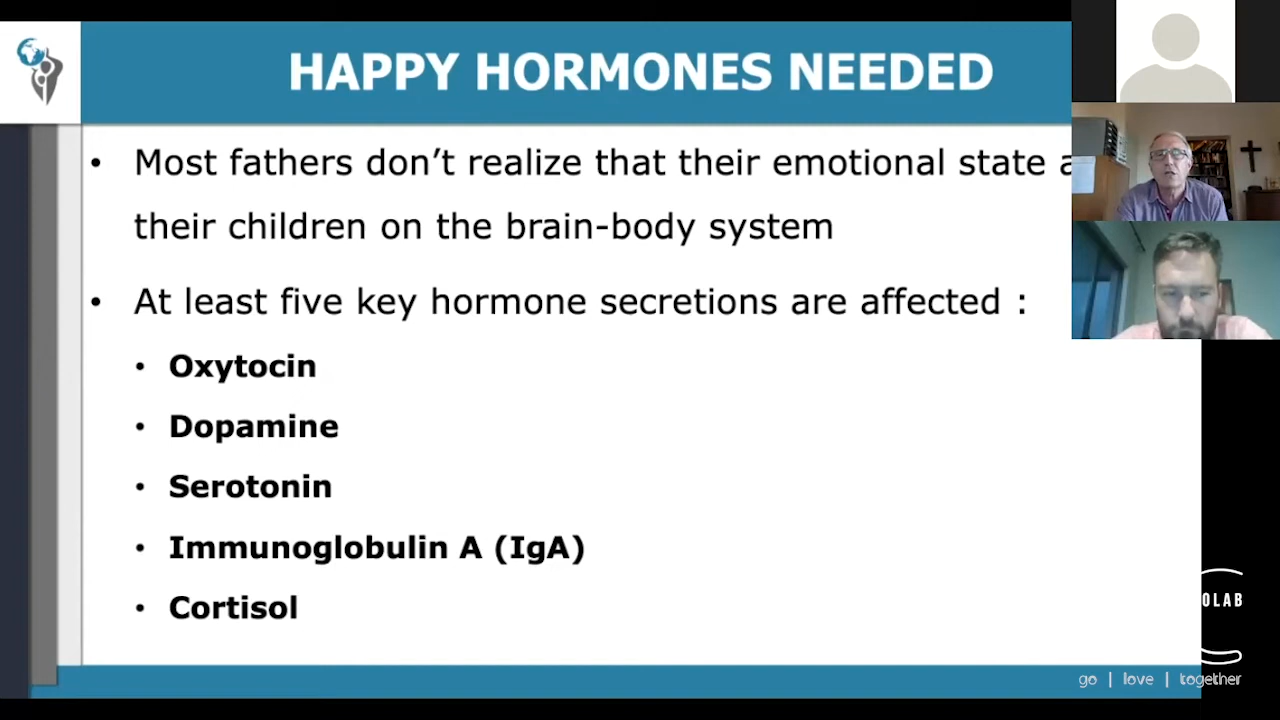 HAPPY HORMONES NEEDED
• Most fathers don’t realize that their emotional state
their children on the brain-body system
• At least five key hormone secretions are affected :
• Oxytocin
• Dopamine
• Serotonin
• Immunoglobulin A (IgA)
• Cortisol
OLAB
go | love | together